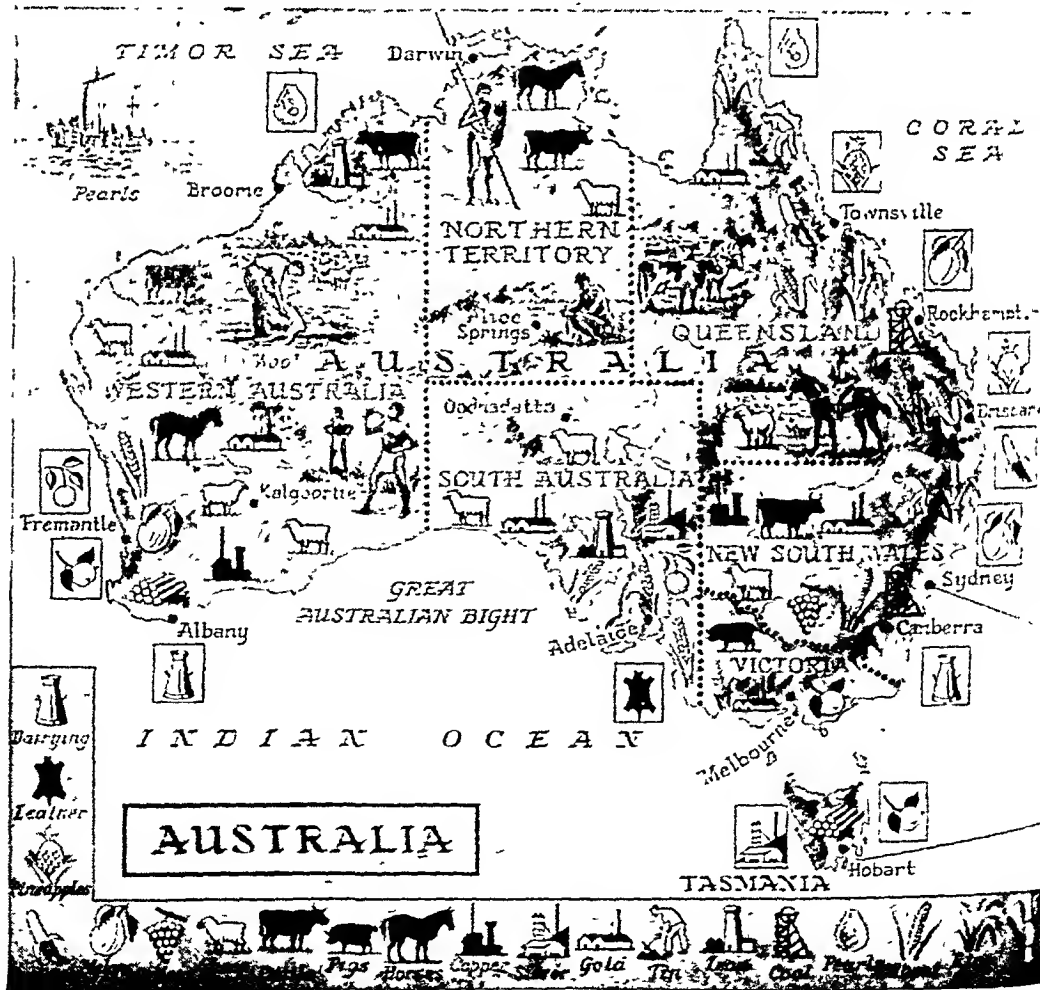 TIMOR SEA
Darwin
CORAL
SEA
Pearls
Broome
Townsville
NORTHERN
TERRITORY
Springs
QUEENSLAND
AUSTRALIA
WESTERN AUSTRALIA
Oodnadatta
SOUTH AUSTRALIA
Kalgoorlie
Fremantle
NEW SOUTH WALES
GREAT
AUSTRALIAN BIGHT
Sydney
Albany
Adelaide
Canberra
VICTORIA
Dairying
INDIAN OCEAN
Melbourne
Leather
AUSTRALIA
Pineapples
Hobart
TASMANIA
Pigs
Horses
Copper
Silver
Gold
Tin
Coal